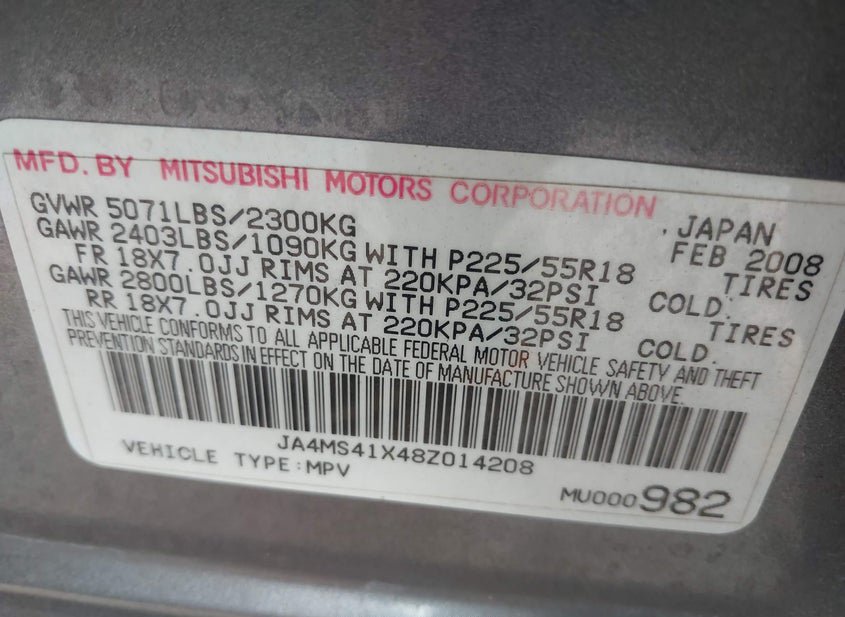 MFD. BY MITSUBISHI MOTORS CORPORATION
. JAPAN
GVWR 5071LBS/2300KG FEB 2008
GAWR 2403LBS/1090KG WITH P225/55R18 TIRES
FR 18X7.0JJ RIMS AT 220KPA/32PSI COLD.
GAWR 2800LBS/1270KG WITH P225/55R18 TIRES
RR 18X7.0JJ RIMS AT 220KPA/32PSI COLD.
THIS VEHICLE CONFORMS TO ALL APPLICABLE FEDERAL MOTOR VEHICLE SAFETY AND THEFT
PREVENTION STANDARDS IN EFFECT ON THE DATE OF MANUFACTURE SHOWN ABOVE.
JA4MS41X48Z014208
VEHICLE TYPE:MPV
MU000982